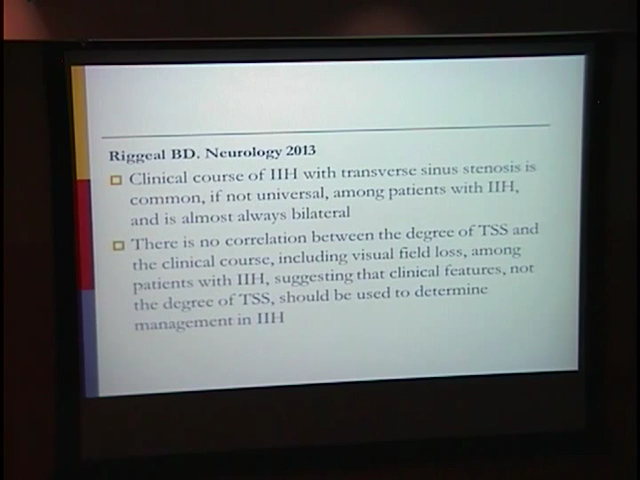 Riggeal BD. Neurology 2013
Clinical course of IIH with transverse sinus stenosis is
common, if not universal, among patients with IIH,
and is almost always bilateral
There is no correlation between the degree of TSS and
the clinical course, including visual field loss, among
patients with IIH, suggesting that clinical features, not
the degree of TSS, should be used to determine
management in IIH